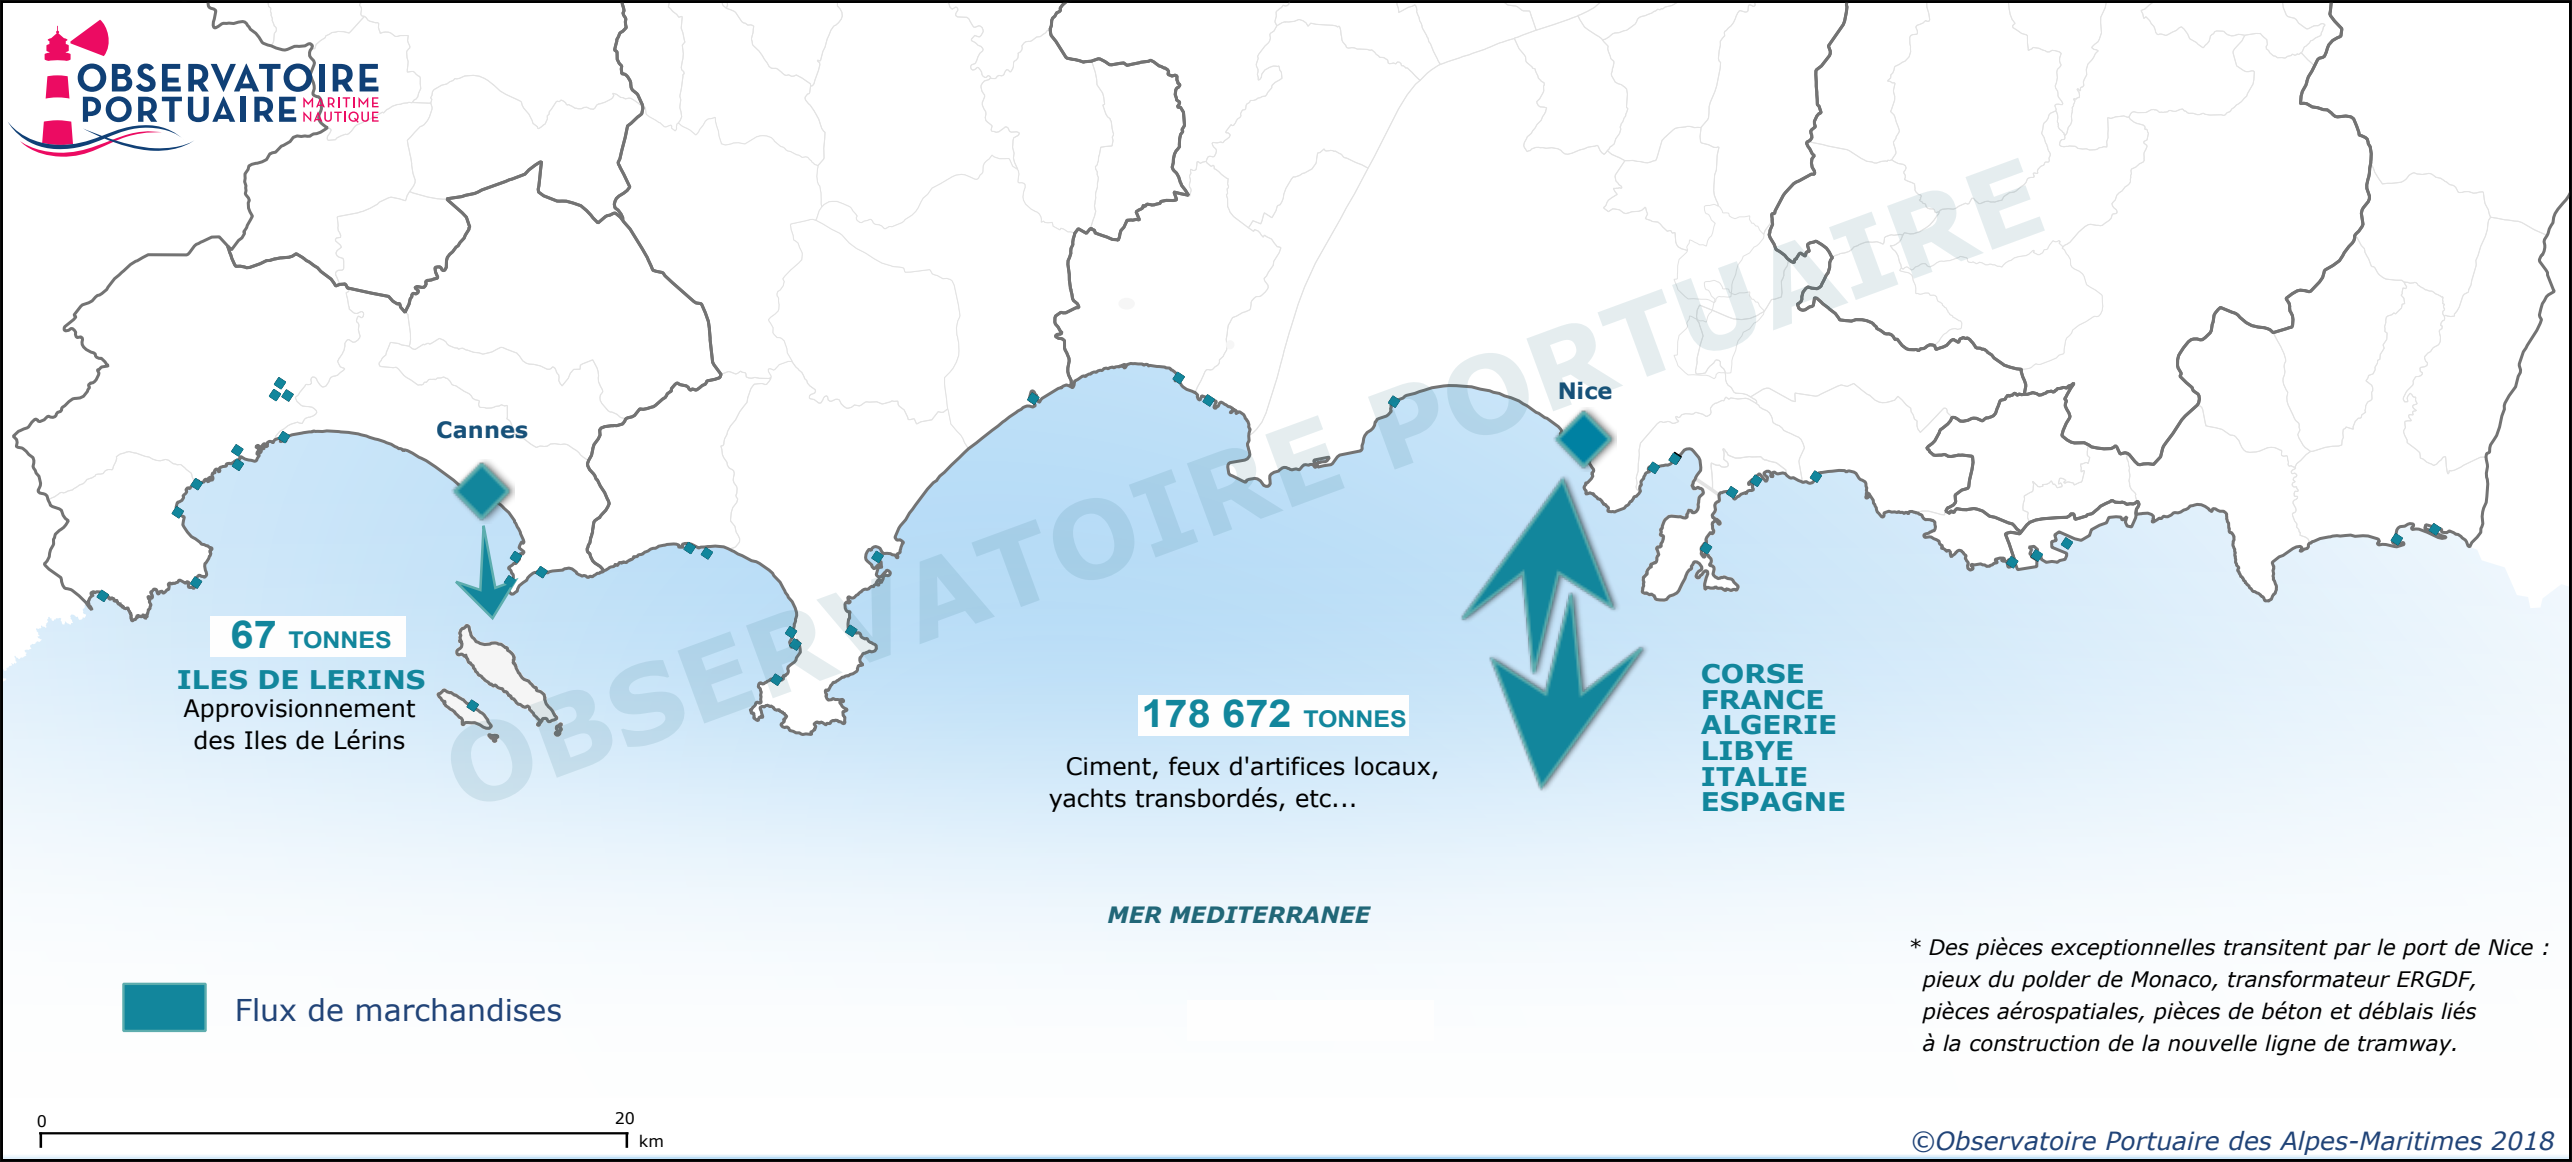 OBSERVATOIRE
PORTUAIRE MARITIME
NAUTIQUE
OBSERVATOIRE PORTUAIRE
Cannes
Nice
67 TONNES
ILES DE LERINS
Approvisionnement
des Iles de Lérins
178 672 TONNES
Ciment, feux d'artifices locaux,
yachts transbordés, etc...
CORSE
FRANCE
ALGERIE
LIBYE
ITALIE
ESPAGNE
MER MEDITERRANEE
Flux de marchandises
* Des pièces exceptionnelles transitent par le port de Nice :
pieux du polder de Monaco, transformateur ERGDF,
pièces aérospatiales, pièces de béton et déblais liés
à la construction de la nouvelle ligne de tramway.
0 20
km
©Observatoire Portuaire des Alpes-Maritimes 2018